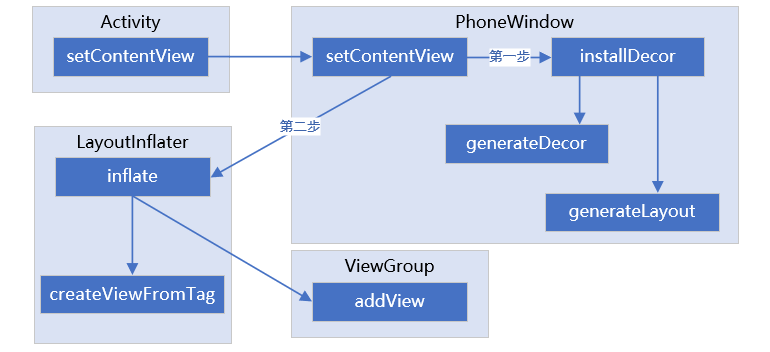 Activity
setContentView
PhoneWindow
setContentView
第一步
installDecor
第二步
generateDecor
generateLayout
LayoutInflater
inflate
createViewFromTag
ViewGroup
addView